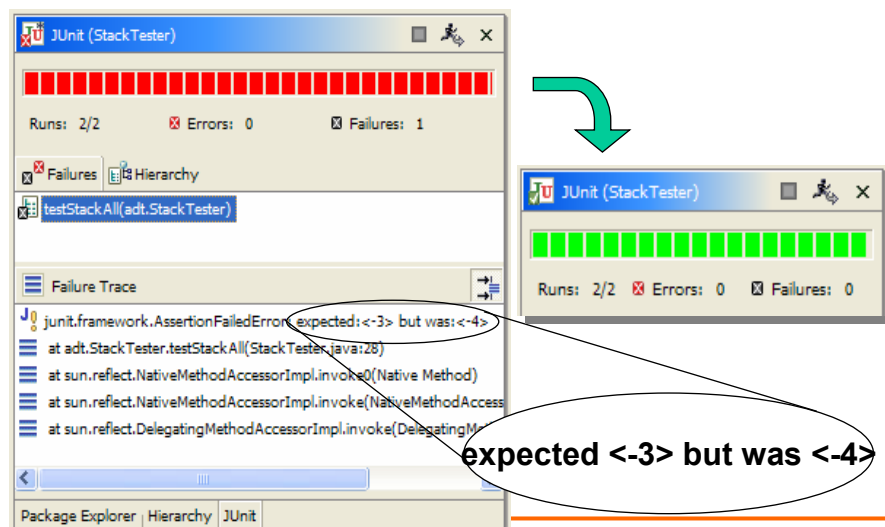 JUnit (StackTester)
Runs: 2/2 Errors: 0 Failures: 1
Failures Hierarchy
testStackAll(adt.StackTester)
Failure Trace
junit.framework.AssertionFailedError: expected:<-3> but was:<-4>
at adt.StackTester.testStackAll(StackTester.java:28)
at sun.reflect.NativeMethodAccessorImpl.invoke0(Native Method)
at sun.reflect.NativeMethodAccessorImpl.invoke(NativeMethodAccess
at sun.reflect.DelegatingMethodAccessorImpl.invoke(DelegatingMe
Package Explorer Hierarchy JUnit
JUnit (StackTester)
Runs: 2/2 Errors: 0 Failures: 0
expected <-3> but was <-4>